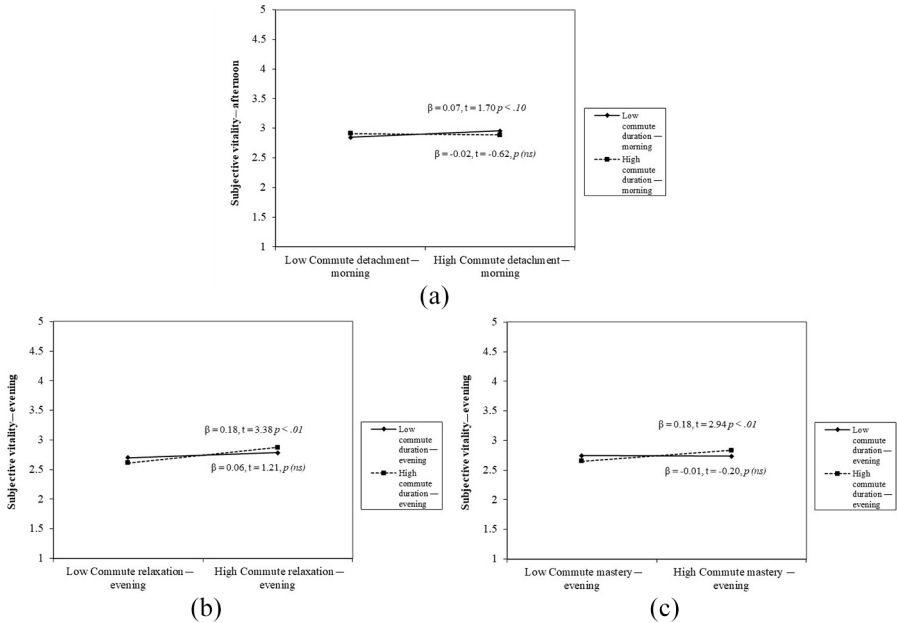 5
4.5
4
3.5
3
2.5
2
1.5
1
Subjective vitality—afternoon
β = 0.07, t = 1.70 p < .10
β = -0.02, t = -0.62, p (ns)
Low Commute detachment—
morning
High Commute detachment—
morning
Low
commute
duration —
morning
High
commute
duration —
morning
(a)
5
4.5
4
3.5
3
2.5
2
1.5
1
Subjective vitality—evening
β = 0.18, t = 3.38 p < .01
β = 0.06, t = 1.21, p (ns)
Low Commute relaxation—
evening
High Commute relaxation—
evening
Low
commute
duration —
evening
High
commute
duration —
evening
(b)
5
4.5
4
3.5
3
2.5
2
1.5
1
Subjective vitality—evening
β = 0.18, t = 2.94 p < .01
β = -0.01, t = -0.20, p (ns)
Low Commute mastery—
evening
High Commute mastery—
evening
Low
commute
duration —
evening
High
commute
duration —
evening
(c)